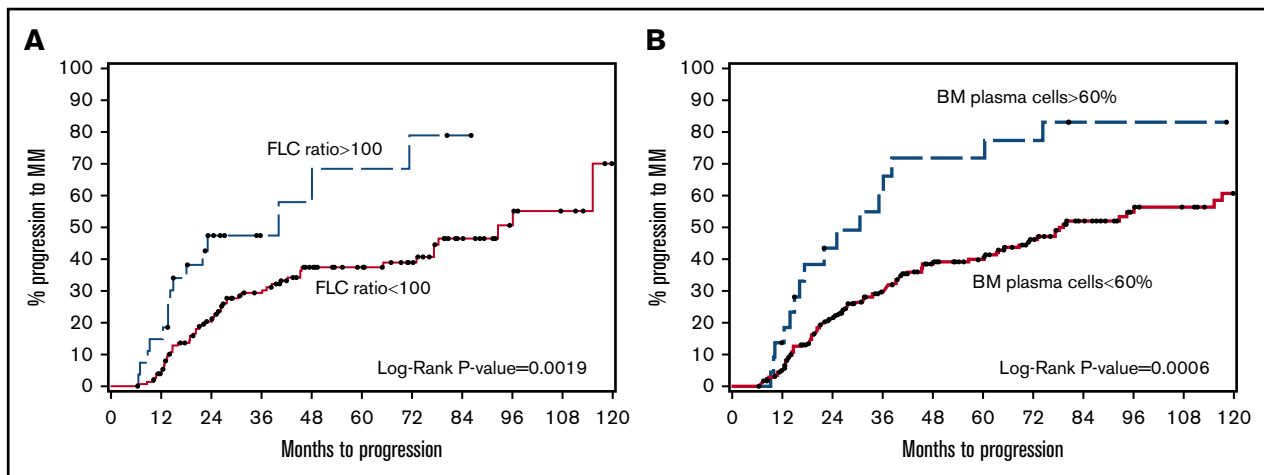 A
100
90
80
70
60
50
40
30
20
10
0
% progression to MM
FLC ratio>100
FLC ratio<100
Log-Rank P-value=0.0019
0 12 24 36 48 60 72 84 96 108 120
Months to progression
B
100
90
80
70
60
50
40
30
20
10
0
% progression to MM
BM plasma cells>60%
BM plasma cells<60%
Log-Rank P-value=0.0006
0 12 24 36 48 60 72 84 96 108 120
Months to progression